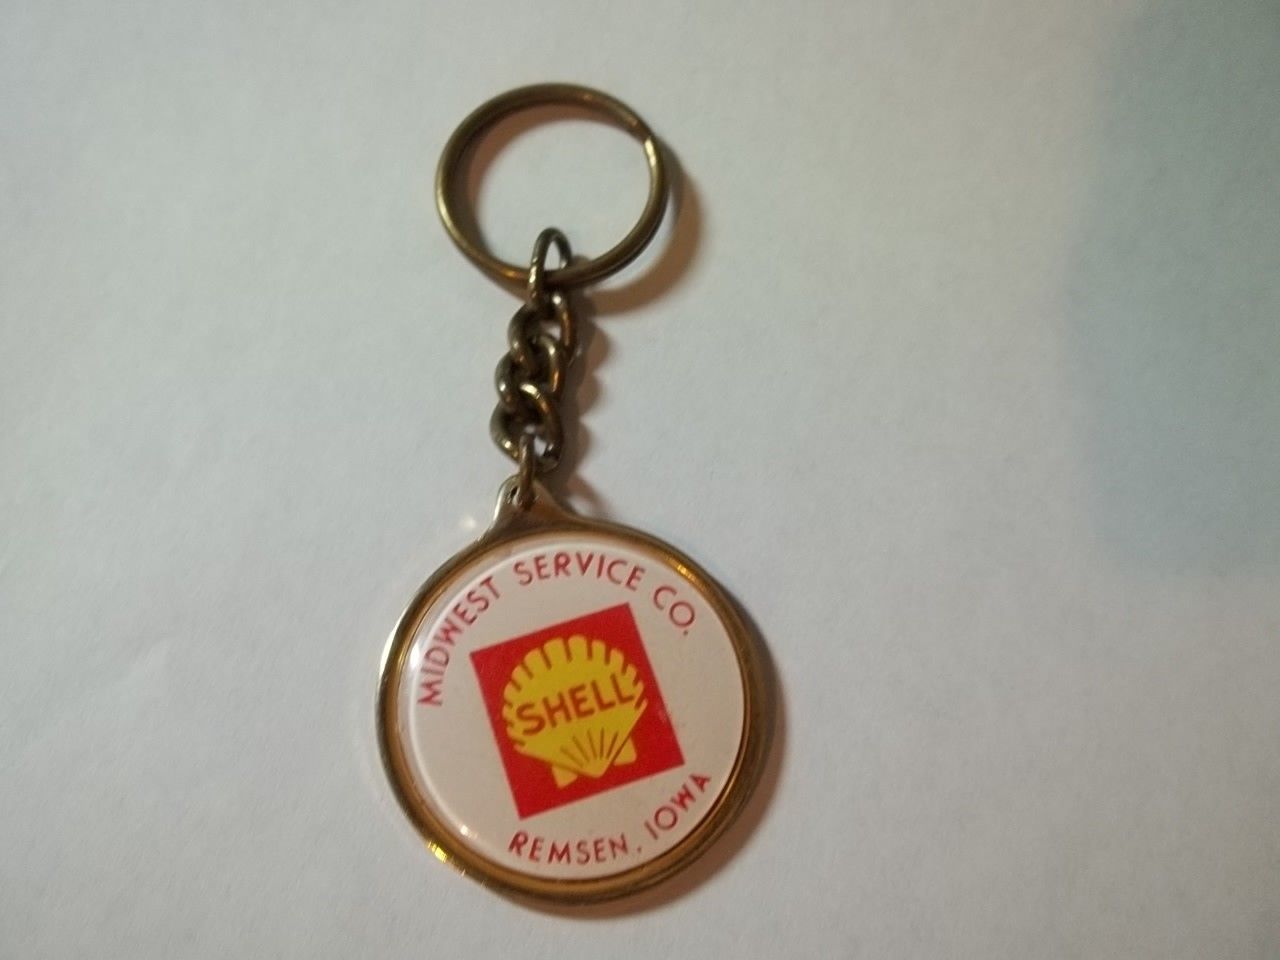 MIDWEST SERVICE CO.
SHELL
REMSEN, IOWA